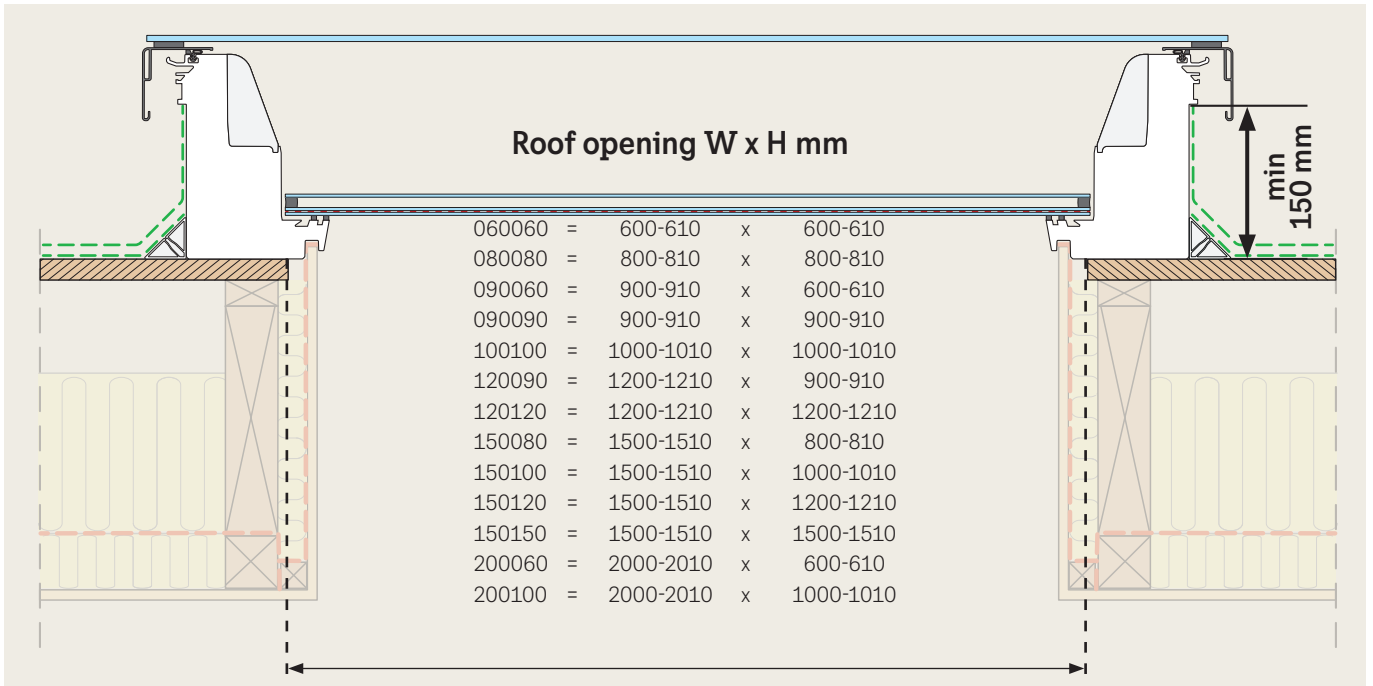 Roof opening W x H mm
min
150 mm
060060 = 600-610 x 600-610
080080 = 800-810 x 800-810
090060 = 900-910 x 600-610
090090 = 900-910 x 900-910
100100 = 1000-1010 x 1000-1010
120090 = 1200-1210 x 900-910
120120 = 1200-1210 x 1200-1210
150080 = 1500-1510 x 800-810
150100 = 1500-1510 x 1000-1010
150120 = 1500-1510 x 1200-1210
150150 = 1500-1510 x 1500-1510
200060 = 2000-2010 x 600-610
200100 = 2000-2010 x 1000-1010